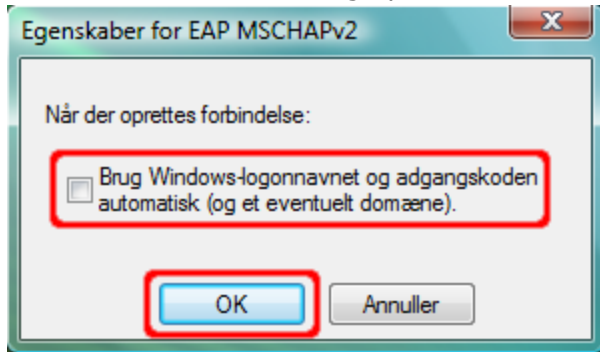 Egenskaber for EAP MSCHAPv2
Når der oprettes forbindelse:
Brug Windows-logonnavnet og adgangskoden
automatisk (og et eventuelt domæne).
OK
Annuller